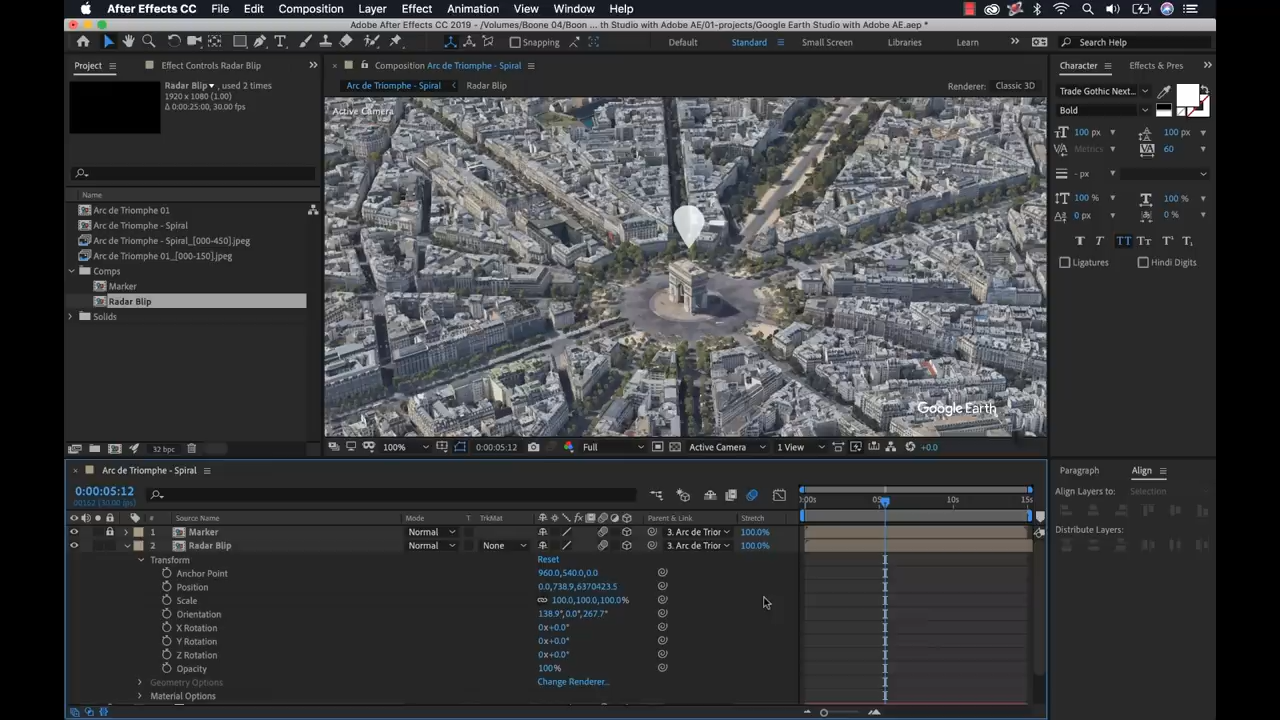 After Effects CC File Edit Composition Layer Effect Animation View Window Help
Adobe After Effects CC 2019 - /Volumes/Boone 04/Boon ... th Studio with Adobe AE/01-projects/Google Earth Studio with Adobe AE.aep *
Snapping Default Standard Small Screen Libraries Learn Search Help
Project Effect Controls Radar Blip
Composition Arc de Triomphe - Spiral
Character Effects & Pres
Radar Blip, used 2 times
1920 x 1080 (1.00)
Δ 0:00:25:00, 30.00 fps
Arc de Triomphe - Spiral Radar Blip Renderer: Classic 3D
Active Camera
Google Earth
Trade Gothic Next...
Bold
100 px 100 px
Metrics 60
- px
100 % 100 %
0 px 0 %
T T TT Tт T¹ T₁
Ligatures Hindi Digits
Name
Arc de Triomphe 01
Arc de Triomphe - Spiral
Arc de Triomphe - Spiral_[000-450].jpeg
Arc de Triomphe 01_[000-150].jpeg
Comps
Marker
Radar Blip
Solids
32 bpc
100% 0:00:05:12 Full Active Camera 1 View +0.0
Arc de Triomphe - Spiral
0:00:05:12
00162 (30.00 fps)
:00s 05s 10s 15s
# Source Name Mode T TrkMat Parent & Link Stretch
1 Marker Normal 3. Arc de Trior 100.0%
2 Radar Blip Normal None 3. Arc de Trior 100.0%
Transform Reset
Anchor Point 960.0,540.0,0.0
Position 0.0,738.9,6370423.5
Scale 100.0,100.0,100.0%
Orientation 138.9°,0.0°,267.7°
X Rotation 0x+0.0°
Y Rotation 0x+0.0°
Z Rotation 0x+0.0°
Opacity 100%
Geometry Options Change Renderer...
Material Options
Paragraph Align
Align Layers to: Selection
Distribute Layers: